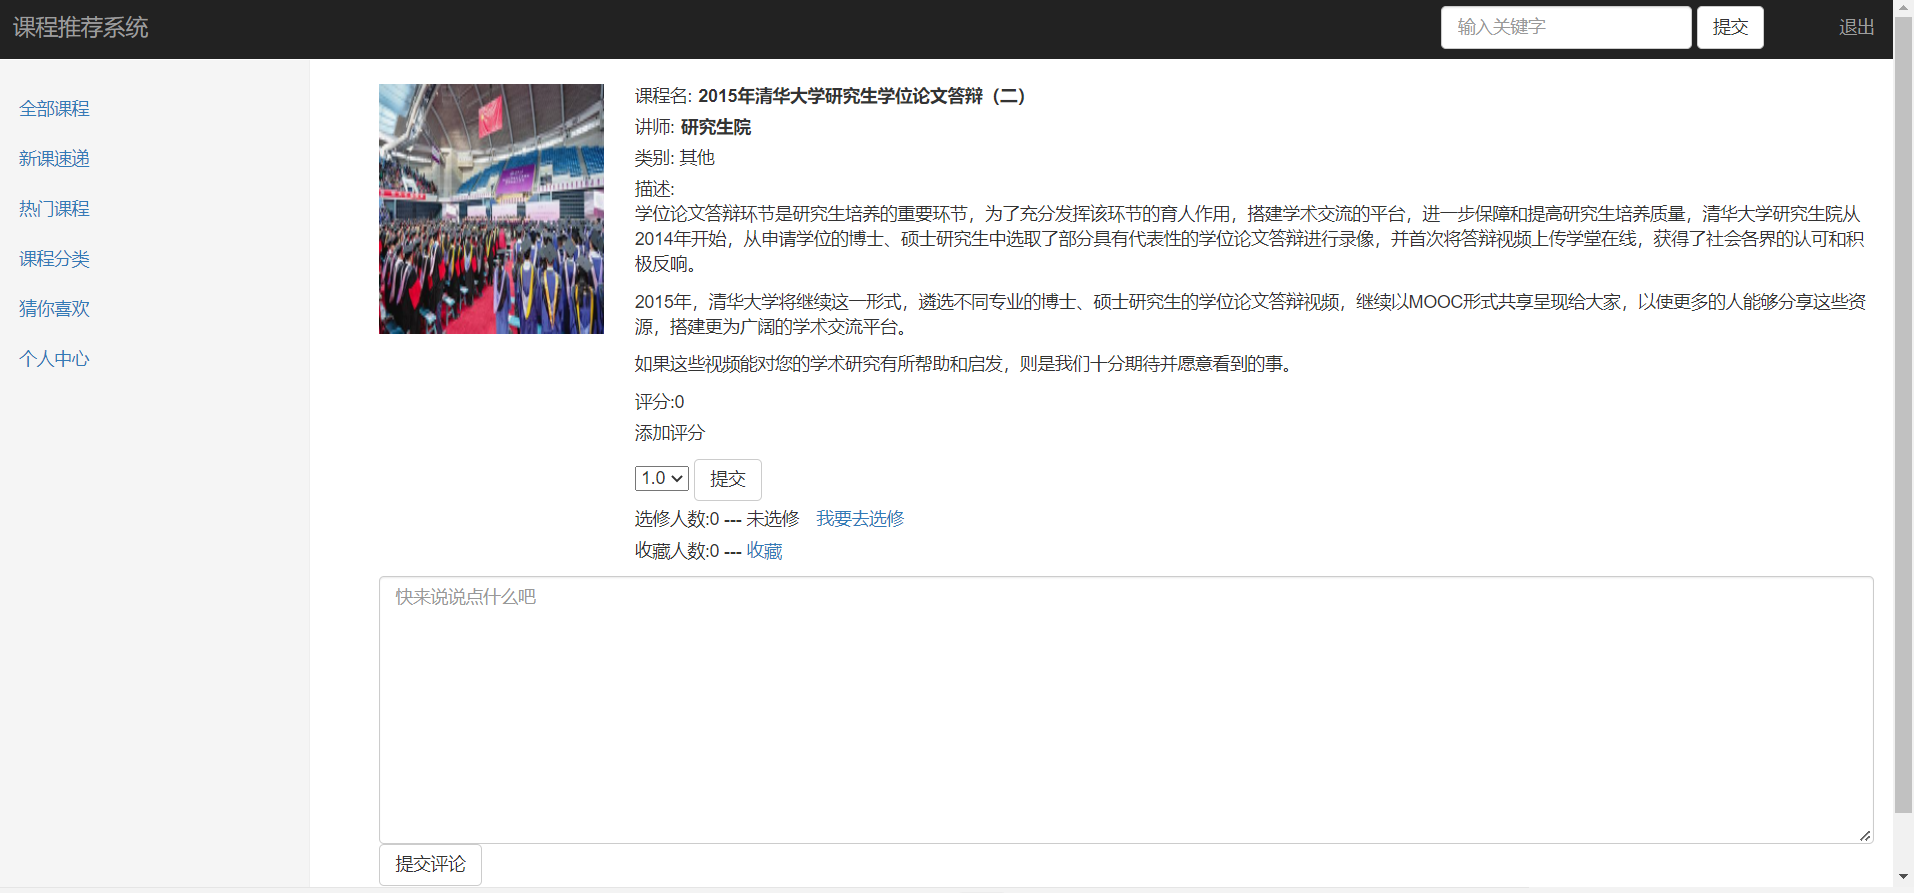 课程推荐系统
输入关键字
提交
退出
全部课程
新课速递
热门课程
课程分类
猜你喜欢
个人中心
课程名: 2015年清华大学研究生学位论文答辩（二）
讲师: 研究生院
类别: 其他
描述:
学位论文答辩环节是研究生培养的重要环节，为了充分发挥该环节的育人作用，搭建学术交流的平台，进一步保障和提高研究生培养质量，清华大学研究生院从
2014年开始，从申请学位的博士、硕士研究生中选取了部分具有代表性的学位论文答辩进行录像，并首次将答辩视频上传学堂在线，获得了社会各界的认可和积
极反响。
2015年，清华大学将继续这一形式，遴选不同专业的博士、硕士研究生的学位论文答辩视频，继续以MOOC形式共享呈现给大家，以使更多的人能够分享这些资
源，搭建更为广阔的学术交流平台。
如果这些视频能对您的学术研究有所帮助和启发，则是我们十分期待并愿意看到的事。
评分:0
添加评分
1.0
提交
选修人数:0 --- 未选修 我要去选修
收藏人数:0 --- 收藏
快来说说点什么吧
提交评论